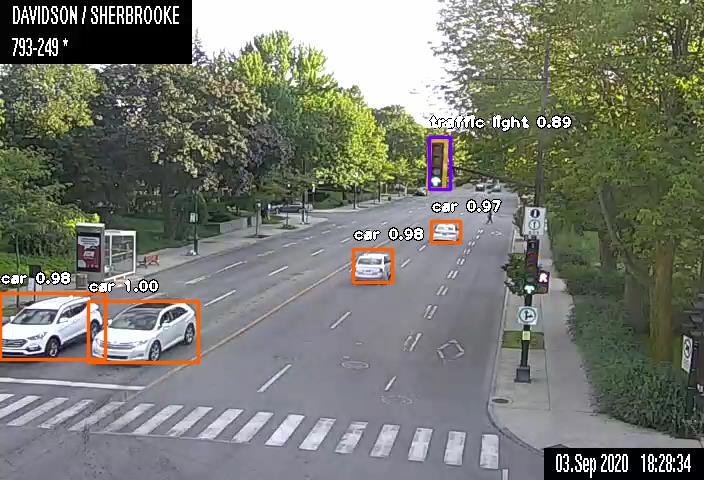 DAVIDSON / SHERBROOKE
793-249 *
traffic light 0.89
car 0.97
car 0.98
car 0.98
car 1.00
03.Sep 2020 18:28:34